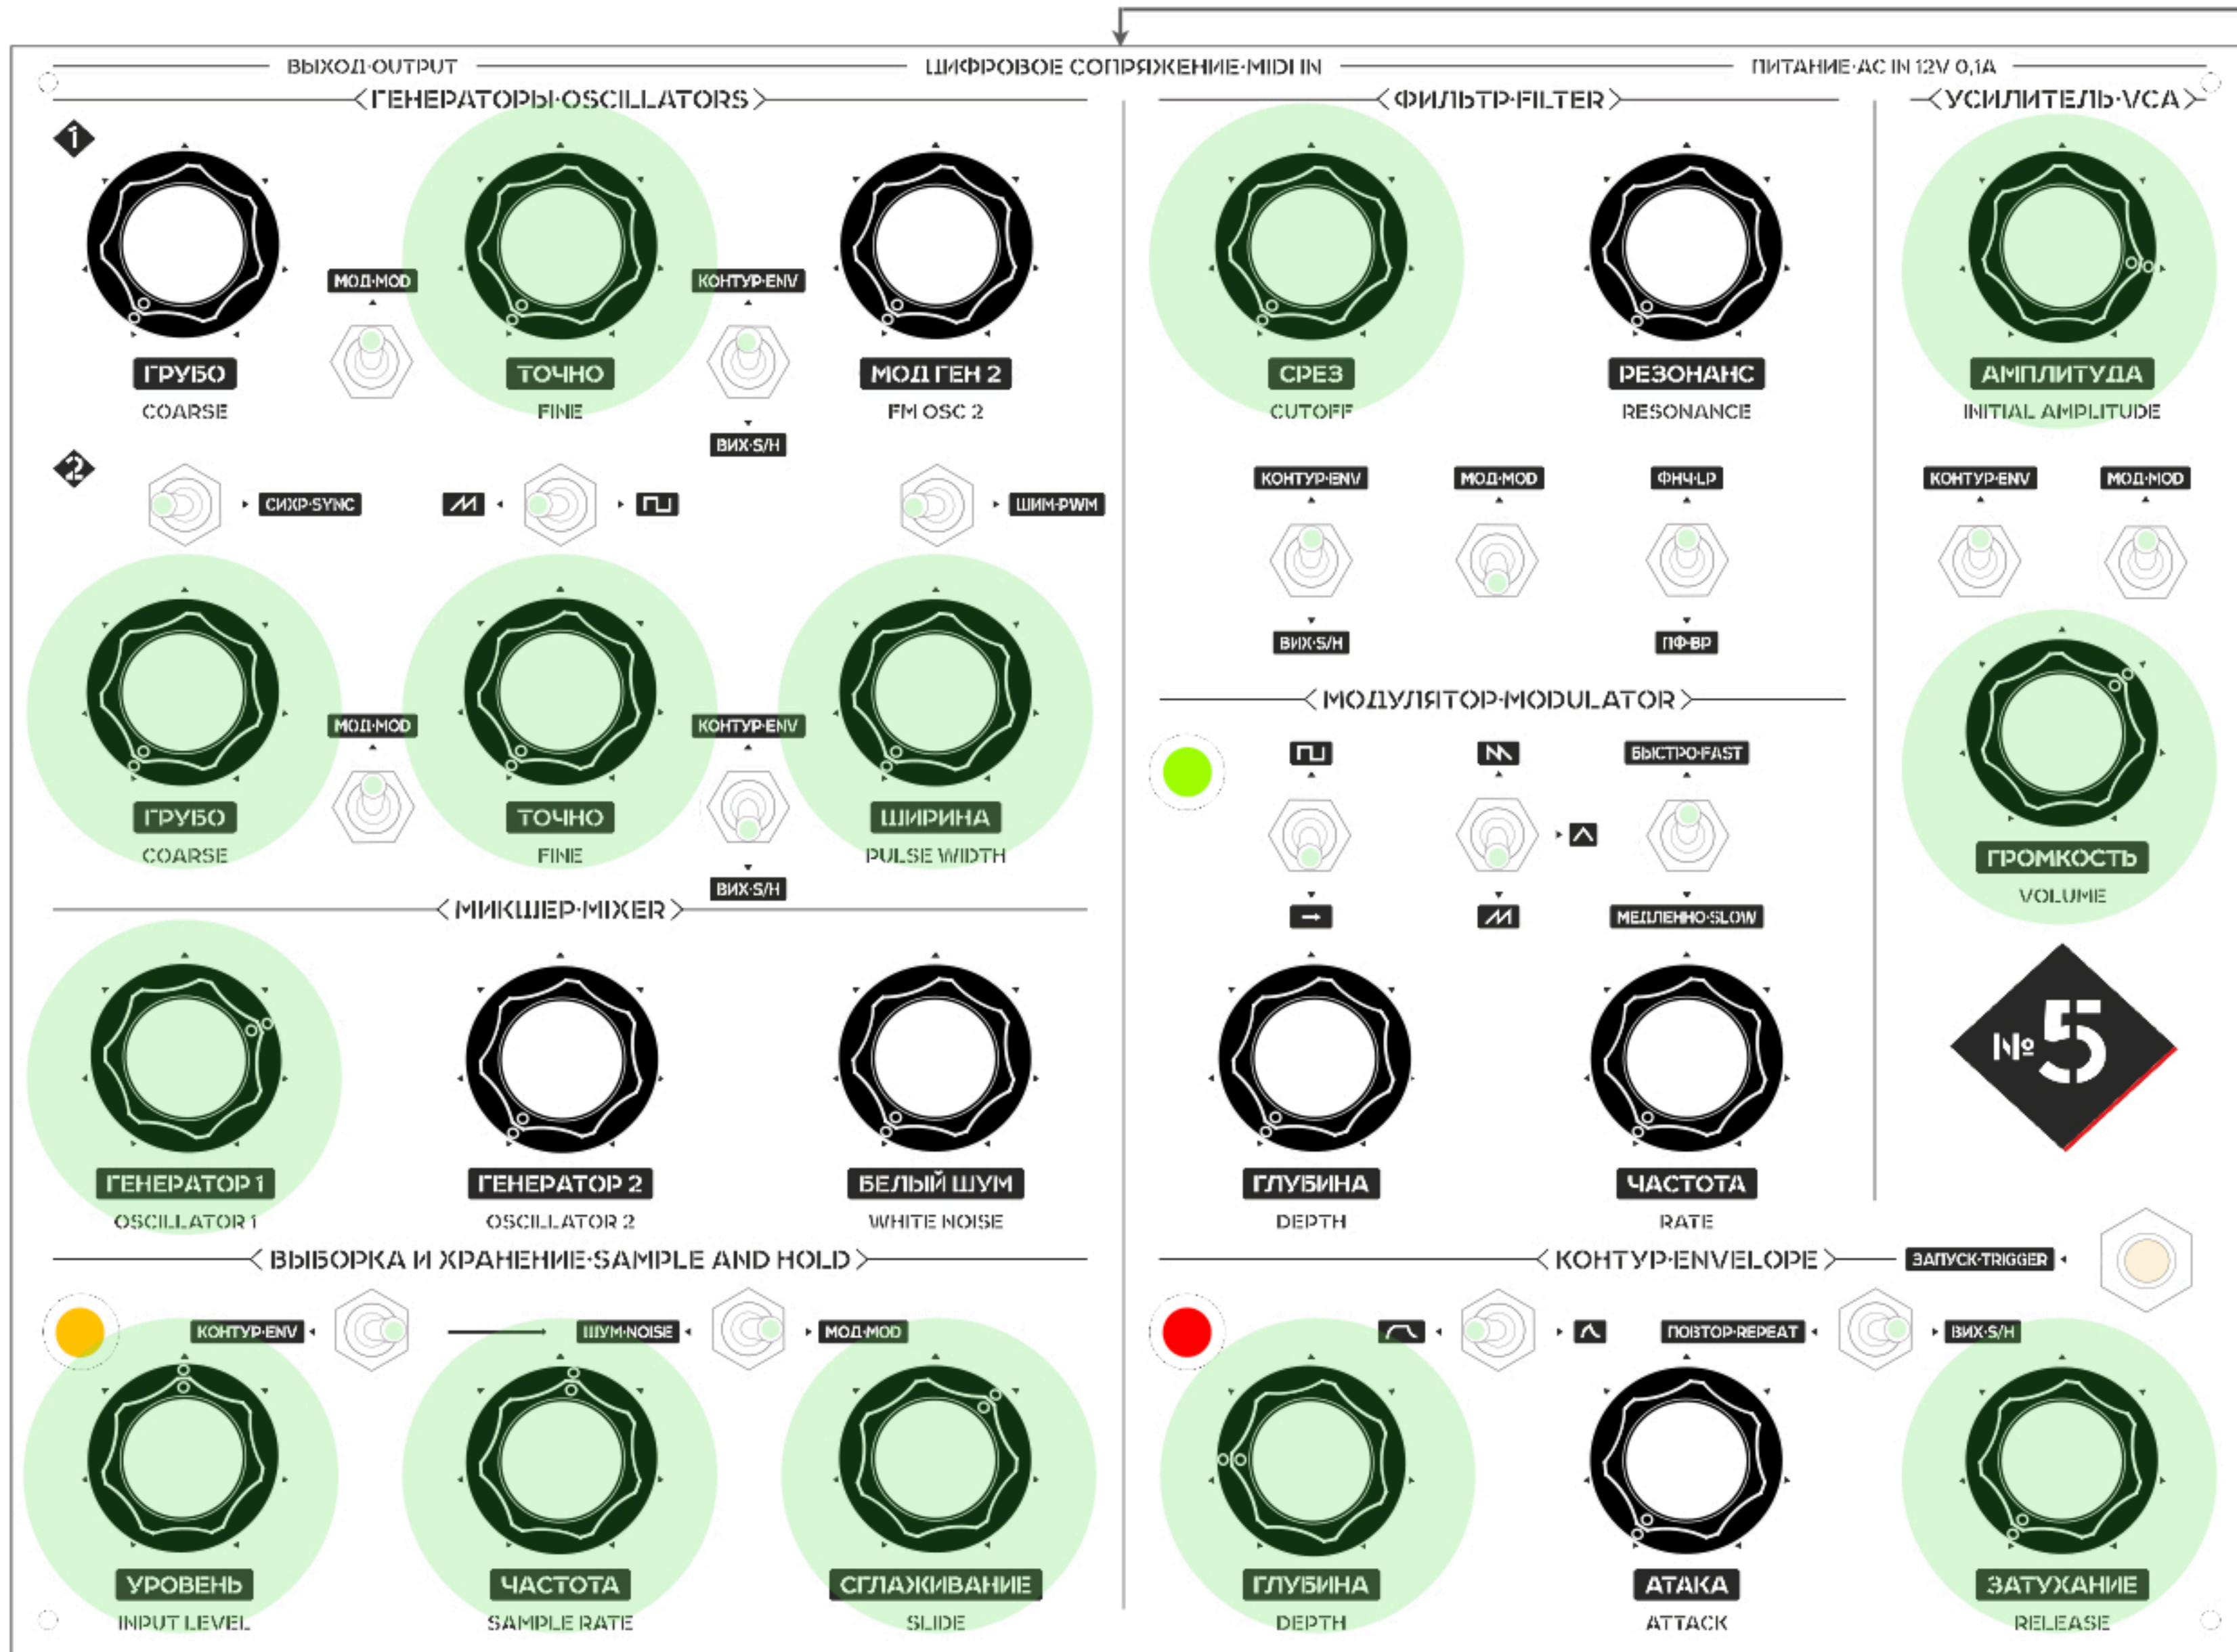 ВЫХОД·OUTPUT
ЦИФРОВОЕ СОПРЯЖЕНИЕ·MIDI IN
ПИТАНИЕ·AC IN 12V 0,1A
ГЕНЕРАТОРЫ·OSCILLATORS
ФИЛЬТР·FILTER
УСИЛИТЕЛЬ·VCA
1
МОД·MOD
КОНТУР·ENV
ГРУБО
ТОЧНО
МОД ГЕН 2
СРЕЗ
РЕЗОНАНС
АМПЛИТУДА
COARSE
FINE
FM OSC 2
CUTOFF
RESONANCE
INITIAL AMPLITUDE
ВИХ·S/H
2
СИХР·SYNC
ШИМ·PWM
КОНТУР·ENV
МОД·MOD
ФНЧ·LP
КОНТУР·ENV
МОД·MOD
ВИХ·S/H
ПФ·BP
МОД·MOD
КОНТУР·ENV
МОДУЛЯТОР·MODULATOR
БЫСТРО·FAST
ГРУБО
ТОЧНО
ШИРИНА
COARSE
FINE
PULSE WIDTH
ВИХ·S/H
ГРОМКОСТЬ
VOLUME
МИКШЕР·MIXER
МЕДЛЕННО·SLOW
№5
ГЕНЕРАТОР 1
ГЕНЕРАТОР 2
БЕЛЫЙ ШУМ
ГЛУБИНА
ЧАСТОТА
OSCILLATOR 1
OSCILLATOR 2
WHITE NOISE
DEPTH
RATE
ВЫБОРКА И ХРАНЕНИЕ·SAMPLE AND HOLD
КОНТУР·ENVELOPE
ЗАПУСК·TRIGGER
КОНТУР·ENV
ШУМ·NOISE
МОД·MOD
ПОВТОР·REPEAT
ВИХ·S/H
УРОВЕНЬ
ЧАСТОТА
СГЛАЖИВАНИЕ
ГЛУБИНА
АТАКА
ЗАТУХАНИЕ
INPUT LEVEL
SAMPLE RATE
SLIDE
DEPTH
ATTACK
RELEASE